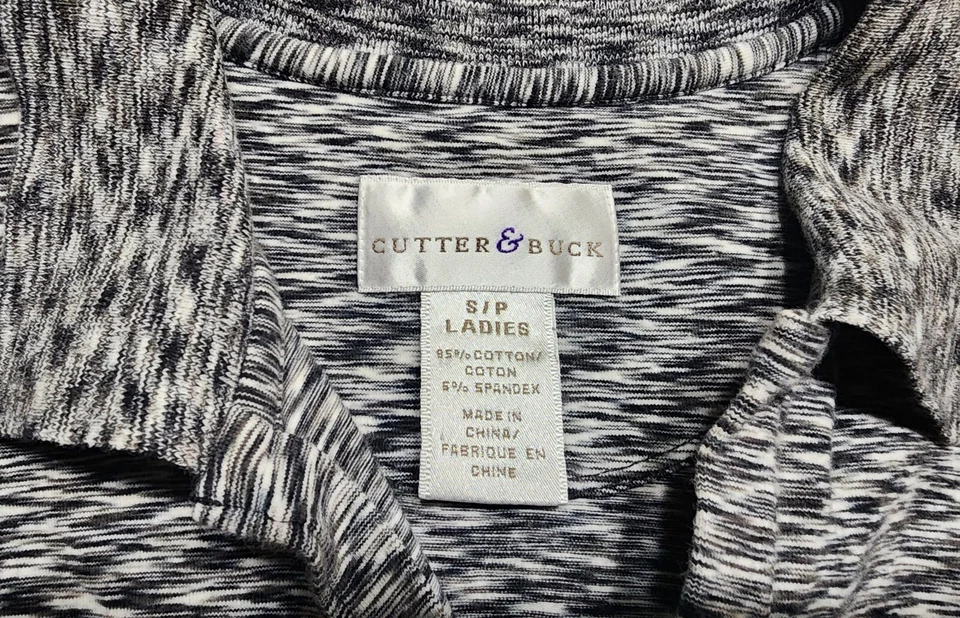 CUTTER & BUCK
S/P
LADIES
95% COTTON/
COTON
5% SPANDEX
MADE IN
CHINA/
FABRIQUE EN
CHINE